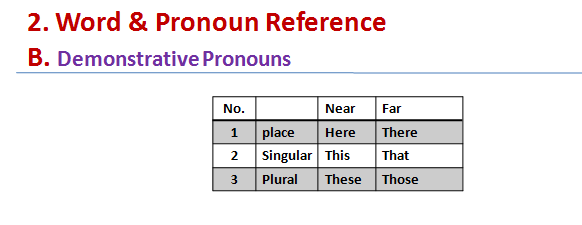 2. Word & Pronoun Reference
B. Demonstrative Pronouns
No. Near Far
1 place Here There
2 Singular This That
3 Plural These Those